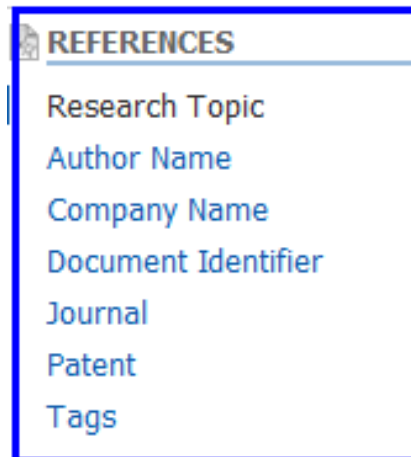 REFERENCES
Research Topic
Author Name
Company Name
Document Identifier
Journal
Patent
Tags